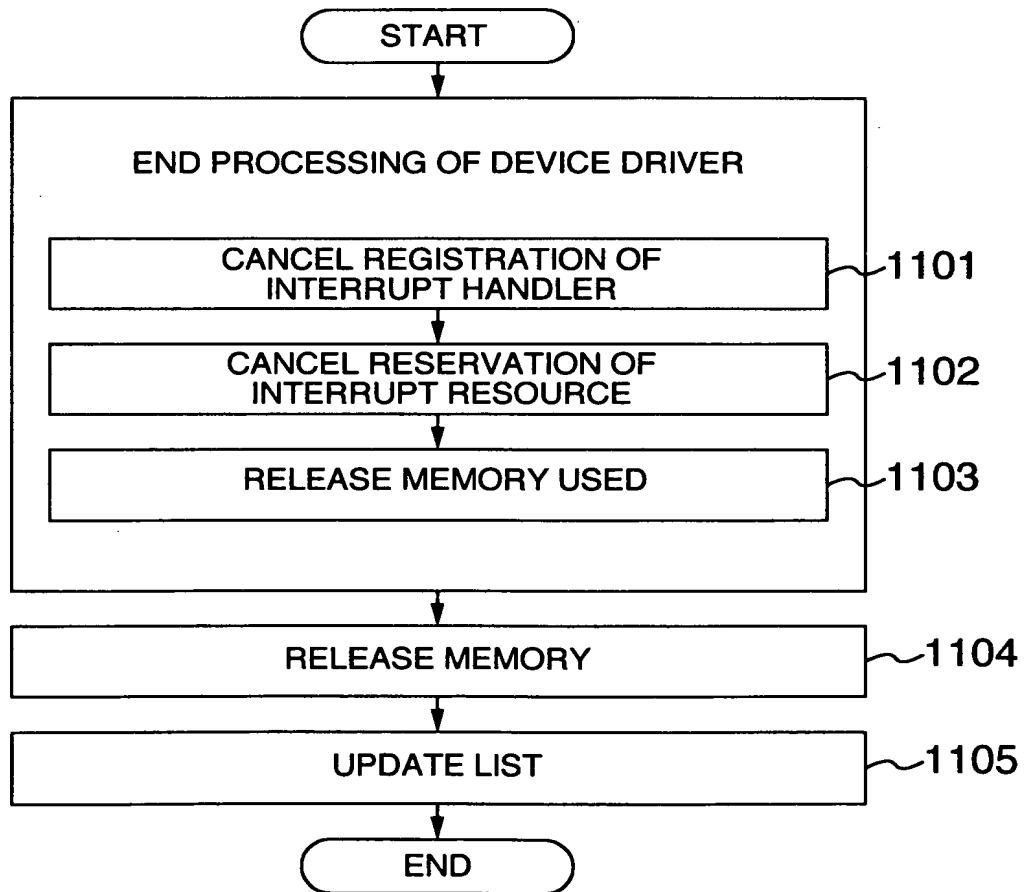 START
END PROCESSING OF DEVICE DRIVER
CANCEL REGISTRATION OF
INTERRUPT HANDLER
1101
CANCEL RESERVATION OF
INTERRUPT RESOURCE
1102
RELEASE MEMORY USED
1103
RELEASE MEMORY
1104
UPDATE LIST
1105
END